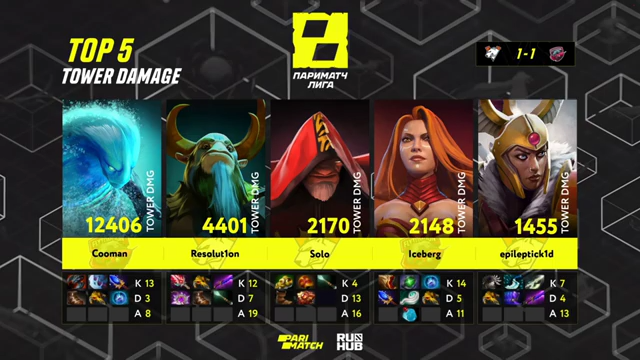 TOP 5
TOWER DAMAGE
ПАРИМАТЧ
ЛИГА
1-1
12406 TOWER DMG
4401 TOWER DMG
2170 TOWER DMG
2148 TOWER DMG
1455 TOWER DMG
Cooman
Resolut1on
Solo
Iceberg
epileptick1d
K 13
D 3
A 8
K 12
D 7
A 19
K 4
D 13
A 16
K 14
D 5
A 11
K 7
D 4
A 13
PARI
MATCH
RU
HUB